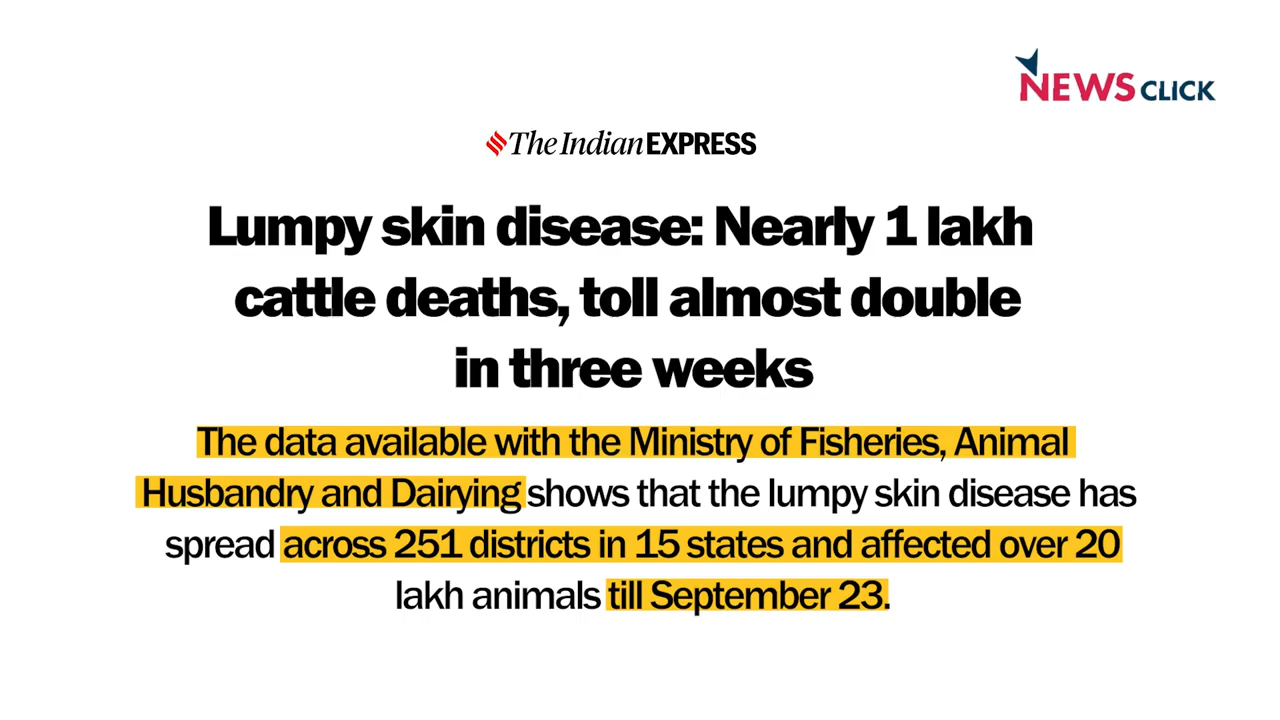 NEWSCLICK
The Indian EXPRESS
Lumpy skin disease: Nearly 1 lakh
cattle deaths, toll almost double
in three weeks
The data available with the Ministry of Fisheries, Animal
Husbandry and Dairying shows that the lumpy skin disease has
spread across 251 districts in 15 states and affected over 20
lakh animals till September 23.